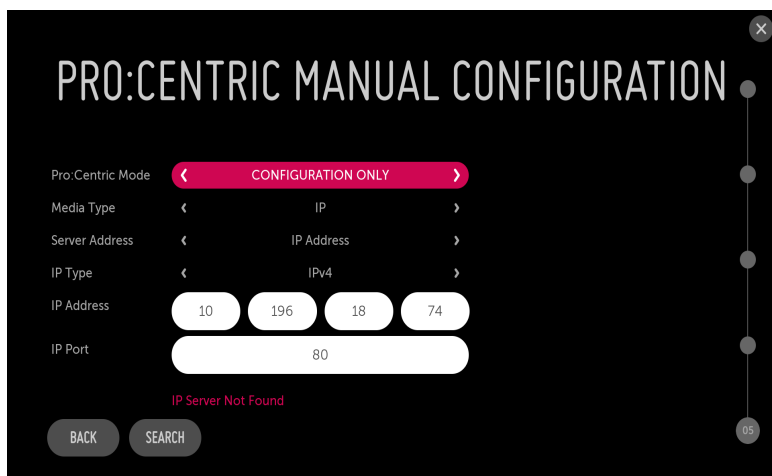 PRO:CENTRIC MANUAL CONFIGURATION
Pro:Centric Mode CONFIGURATION ONLY
Media Type IP
Server Address IP Address
IP Type IPv4
IP Address 10 196 18 74
IP Port 80
IP Server Not Found
BACK SEARCH 05